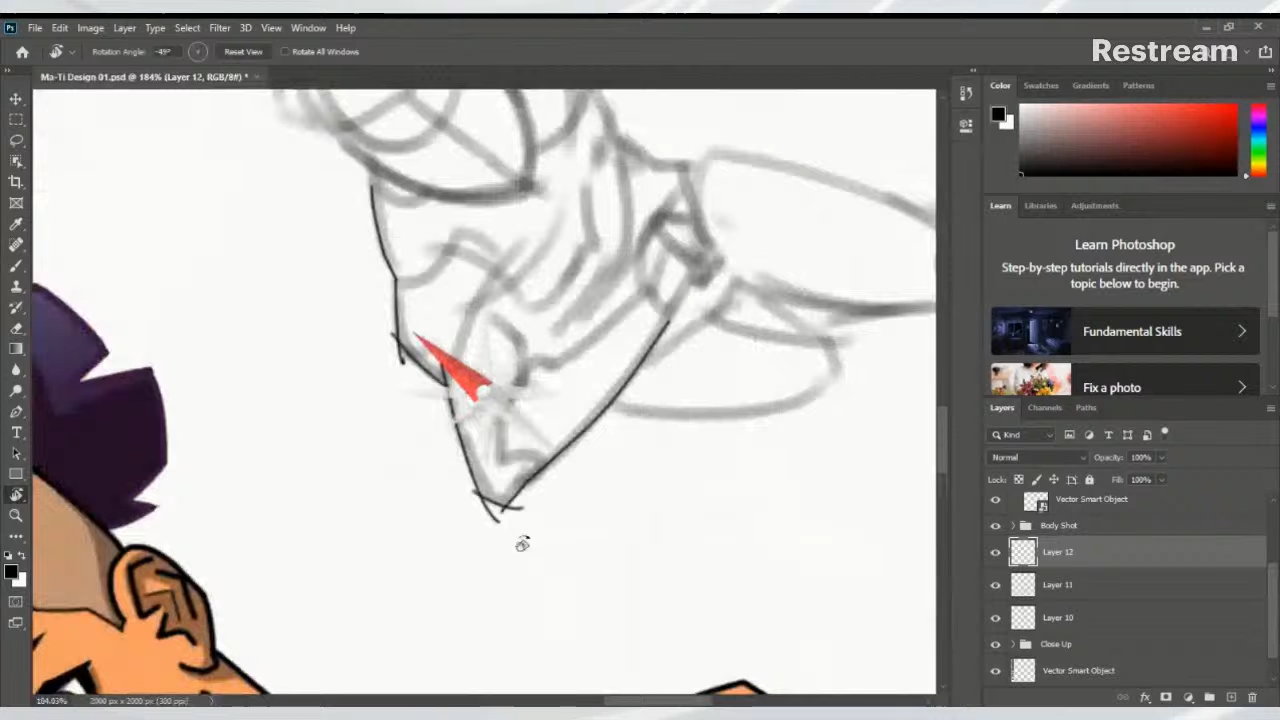 File Edit Image Layer Type Select Filter 3D View Window Help
Rotation Angle: -49° Reset View Rotate All Windows
Restream
Ma-Ti Design 01.psd @ 184% (Layer 12, RGB/8#) *
Color Swatches Gradients Patterns
Learn Libraries Adjustments
Learn Photoshop
Step-by-step tutorials directly in the app. Pick a
topic below to begin.
Fundamental Skills
Fix a photo
Layers Channels Paths
Kind
Normal Opacity: 100%
Lock: Fill: 100%
Vector Smart Object
Body Shot
Layer 12
Layer 11
Layer 10
Close Up
Vector Smart Object
184.03% 2900 px x 2000 px (300 ppi)